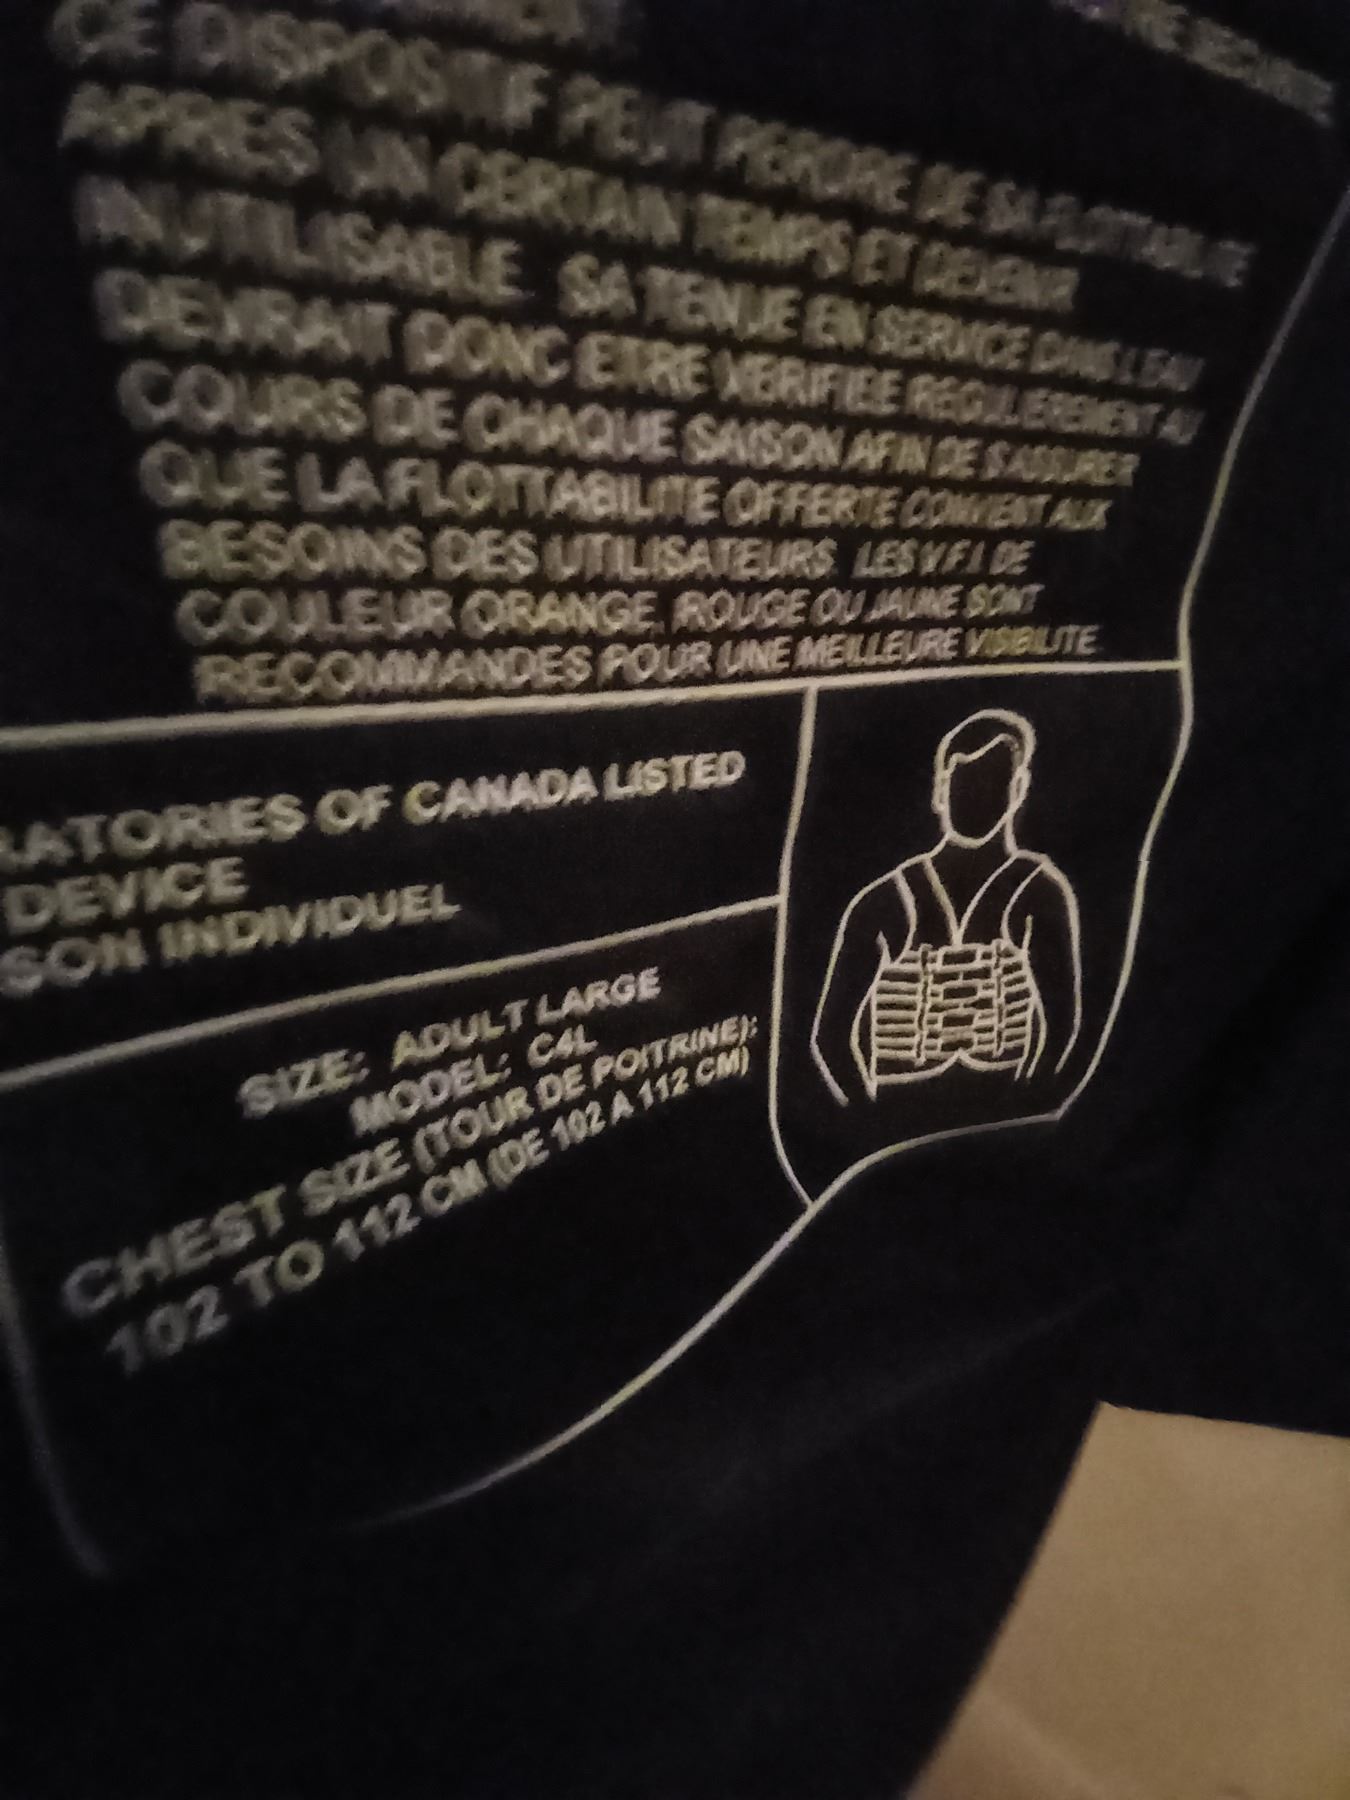 CE DISPOSITIF PEUT PERDRE DE SA FLOTTABILITE
APRES UN CERTAIN TEMPS ET DEVENIR
INUTILISABLE. SA TENUE EN SERVICE DANS L'EAU
DEVRAIT DONC ETRE VERIFIEE REGULIEREMENT AU
COURS DE CHAQUE SAISON AFIN DE S'ASSURER
QUE LA FLOTTABILITE OFFERTE CONVIENT AUX
BESOINS DES UTILISATEURS. LES V.F.I. DE
COULEUR ORANGE, ROUGE OU JAUNE SONT
RECOMMANDES POUR UNE MEILLEURE VISIBILITE.
RATORIES OF CANADA LISTED
DEVICE
SON INDIVIDUEL
SIZE: ADULT LARGE
MODEL: C4L
CHEST SIZE (TOUR DE POITRINE):
102 TO 112 CM (DE 102 A 112 CM)